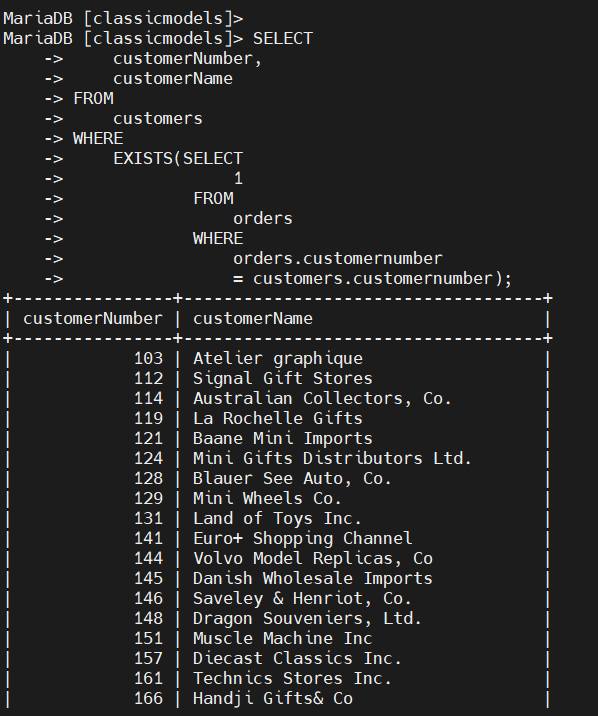 MariaDB [classicmodels]>
MariaDB [classicmodels]> SELECT
    ->     customerNumber,
    ->     customerName
    -> FROM
    ->     customers
    -> WHERE
    ->     EXISTS(SELECT
    ->                 1
    ->             FROM
    ->                 orders
    ->             WHERE
    ->                 orders.customernumber
    ->                 = customers.customernumber);
+----------------+------------------------------------+
| customerNumber | customerName                       |
+----------------+------------------------------------+
|            103 | Atelier graphique                  |
|            112 | Signal Gift Stores                 |
|            114 | Australian Collectors, Co.         |
|            119 | La Rochelle Gifts                  |
|            121 | Baane Mini Imports                 |
|            124 | Mini Gifts Distributors Ltd.       |
|            128 | Blauer See Auto, Co.               |
|            129 | Mini Wheels Co.                    |
|            131 | Land of Toys Inc.                  |
|            141 | Euro+ Shopping Channel             |
|            144 | Volvo Model Replicas, Co           |
|            145 | Danish Wholesale Imports           |
|            146 | Saveley & Henriot, Co.             |
|            148 | Dragon Souveniers, Ltd.            |
|            151 | Muscle Machine Inc                 |
|            157 | Diecast Classics Inc.              |
|            161 | Technics Stores Inc.               |
|            166 | Handji Gifts& Co                   |